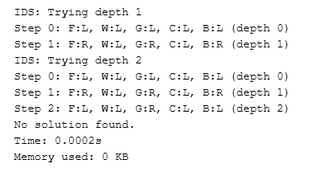 IDS: Trying depth 1
Step 0: F:L, W:L, G:L, C:L, B:L (depth 0)
Step 1: F:R, W:L, G:R, C:L, B:R (depth 1)
IDS: Trying depth 2
Step 0: F:L, W:L, G:L, C:L, B:L (depth 0)
Step 1: F:R, W:L, G:R, C:L, B:R (depth 1)
Step 2: F:L, W:L, G:R, C:L, B:L (depth 2)
No solution found.
Time: 0.0002s
Memory used: 0 KB